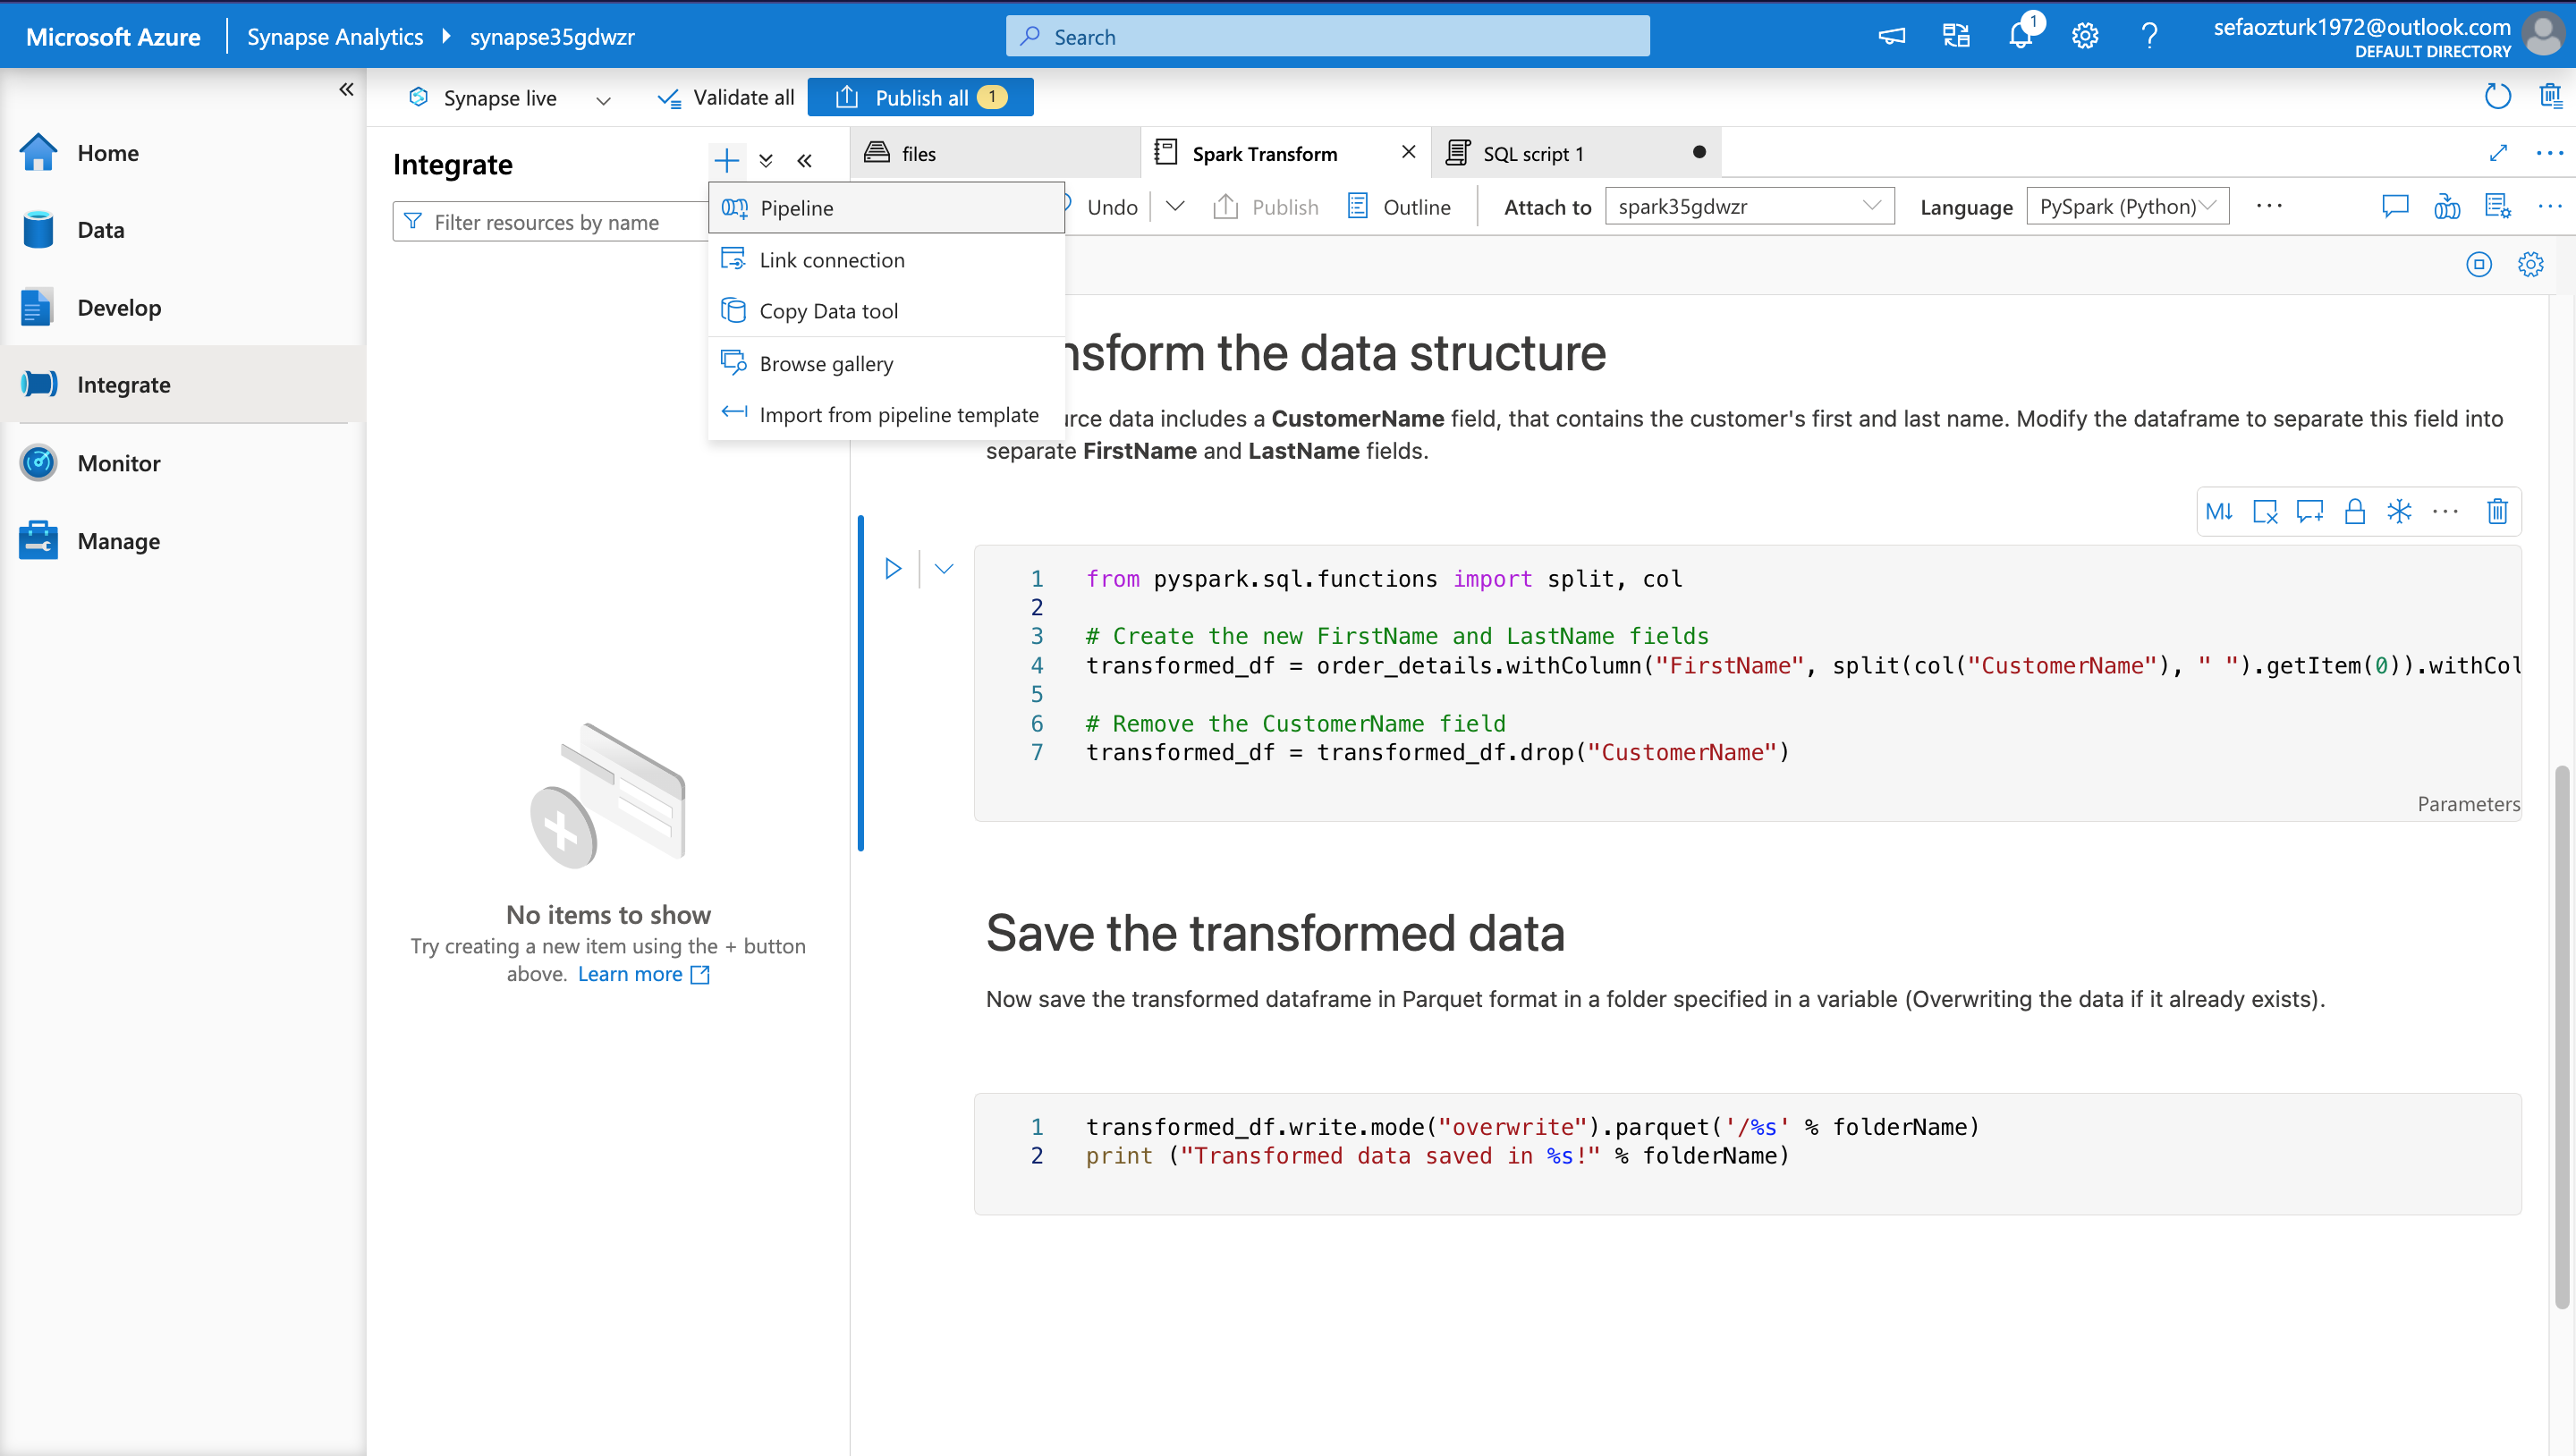 Microsoft Azure
Synapse Analytics
synapse35gdwzr
Search
1
sefaozturk1972@outlook.com
DEFAULT DIRECTORY
Synapse live
Validate all
Publish all 1
Home
Data
Develop
Integrate
Monitor
Manage
Integrate
Filter resources by name
Pipeline
Link connection
Copy Data tool
Browse gallery
Import from pipeline template
No items to show
Try creating a new item using the + button
above. Learn more
files
Spark Transform
SQL script 1
Undo
Publish
Outline
Attach to
spark35gdwzr
Language
PySpark (Python)
nsform the data structure
urce data includes a CustomerName field, that contains the customer's first and last name. Modify the dataframe to separate this field into
separate FirstName and LastName fields.
M↓
1 from pyspark.sql.functions import split, col
2
3 # Create the new FirstName and LastName fields
4 transformed_df = order_details.withColumn("FirstName", split(col("CustomerName"), " ").getItem(0)).withCol
5
6 # Remove the CustomerName field
7 transformed_df = transformed_df.drop("CustomerName")
Parameters
Save the transformed data
Now save the transformed dataframe in Parquet format in a folder specified in a variable (Overwriting the data if it already exists).
1 transformed_df.write.mode("overwrite").parquet('/%s' % folderName)
2 print ("Transformed data saved in %s!" % folderName)